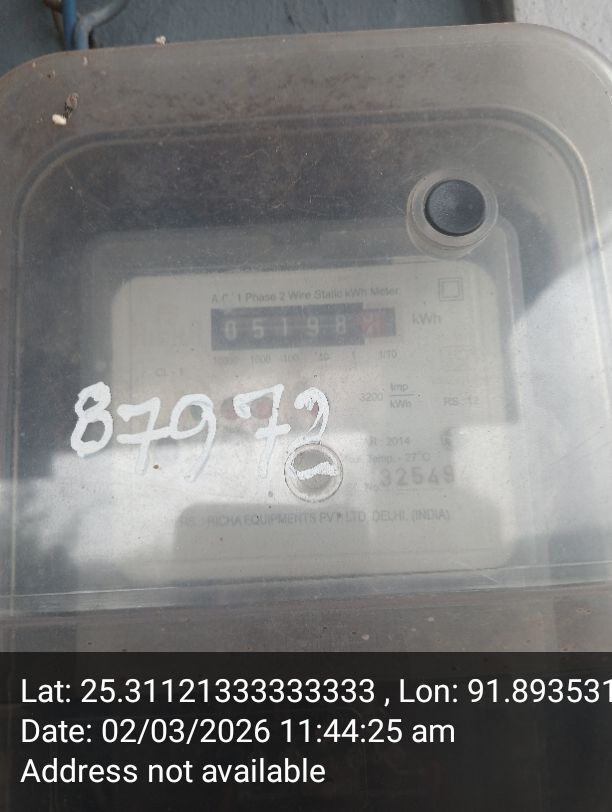 A.C. 1 Phase 2 Wire Static kWh Meter
05198 kWh
10000 1000 100 10 1 1/10
CL - 1
3200 Imp/kWh
RS : 12
87972
: 2014
Temp. - 27°C
No. 32549
RICHA EQUIPMENTS PVT LTD, DELHI, (INDIA)
Lat: 25.31121333333333 , Lon: 91.893531
Date: 02/03/2026 11:44:25 am
Address not available